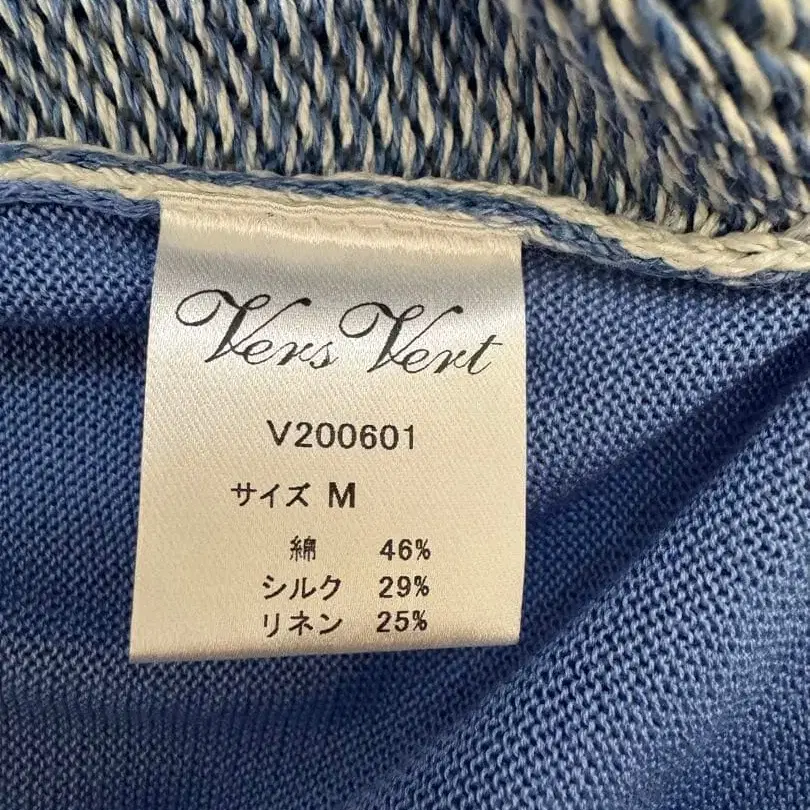 Vers Vert
V200601
サイズ M
綿 46%
シルク 29%
リネン 25%